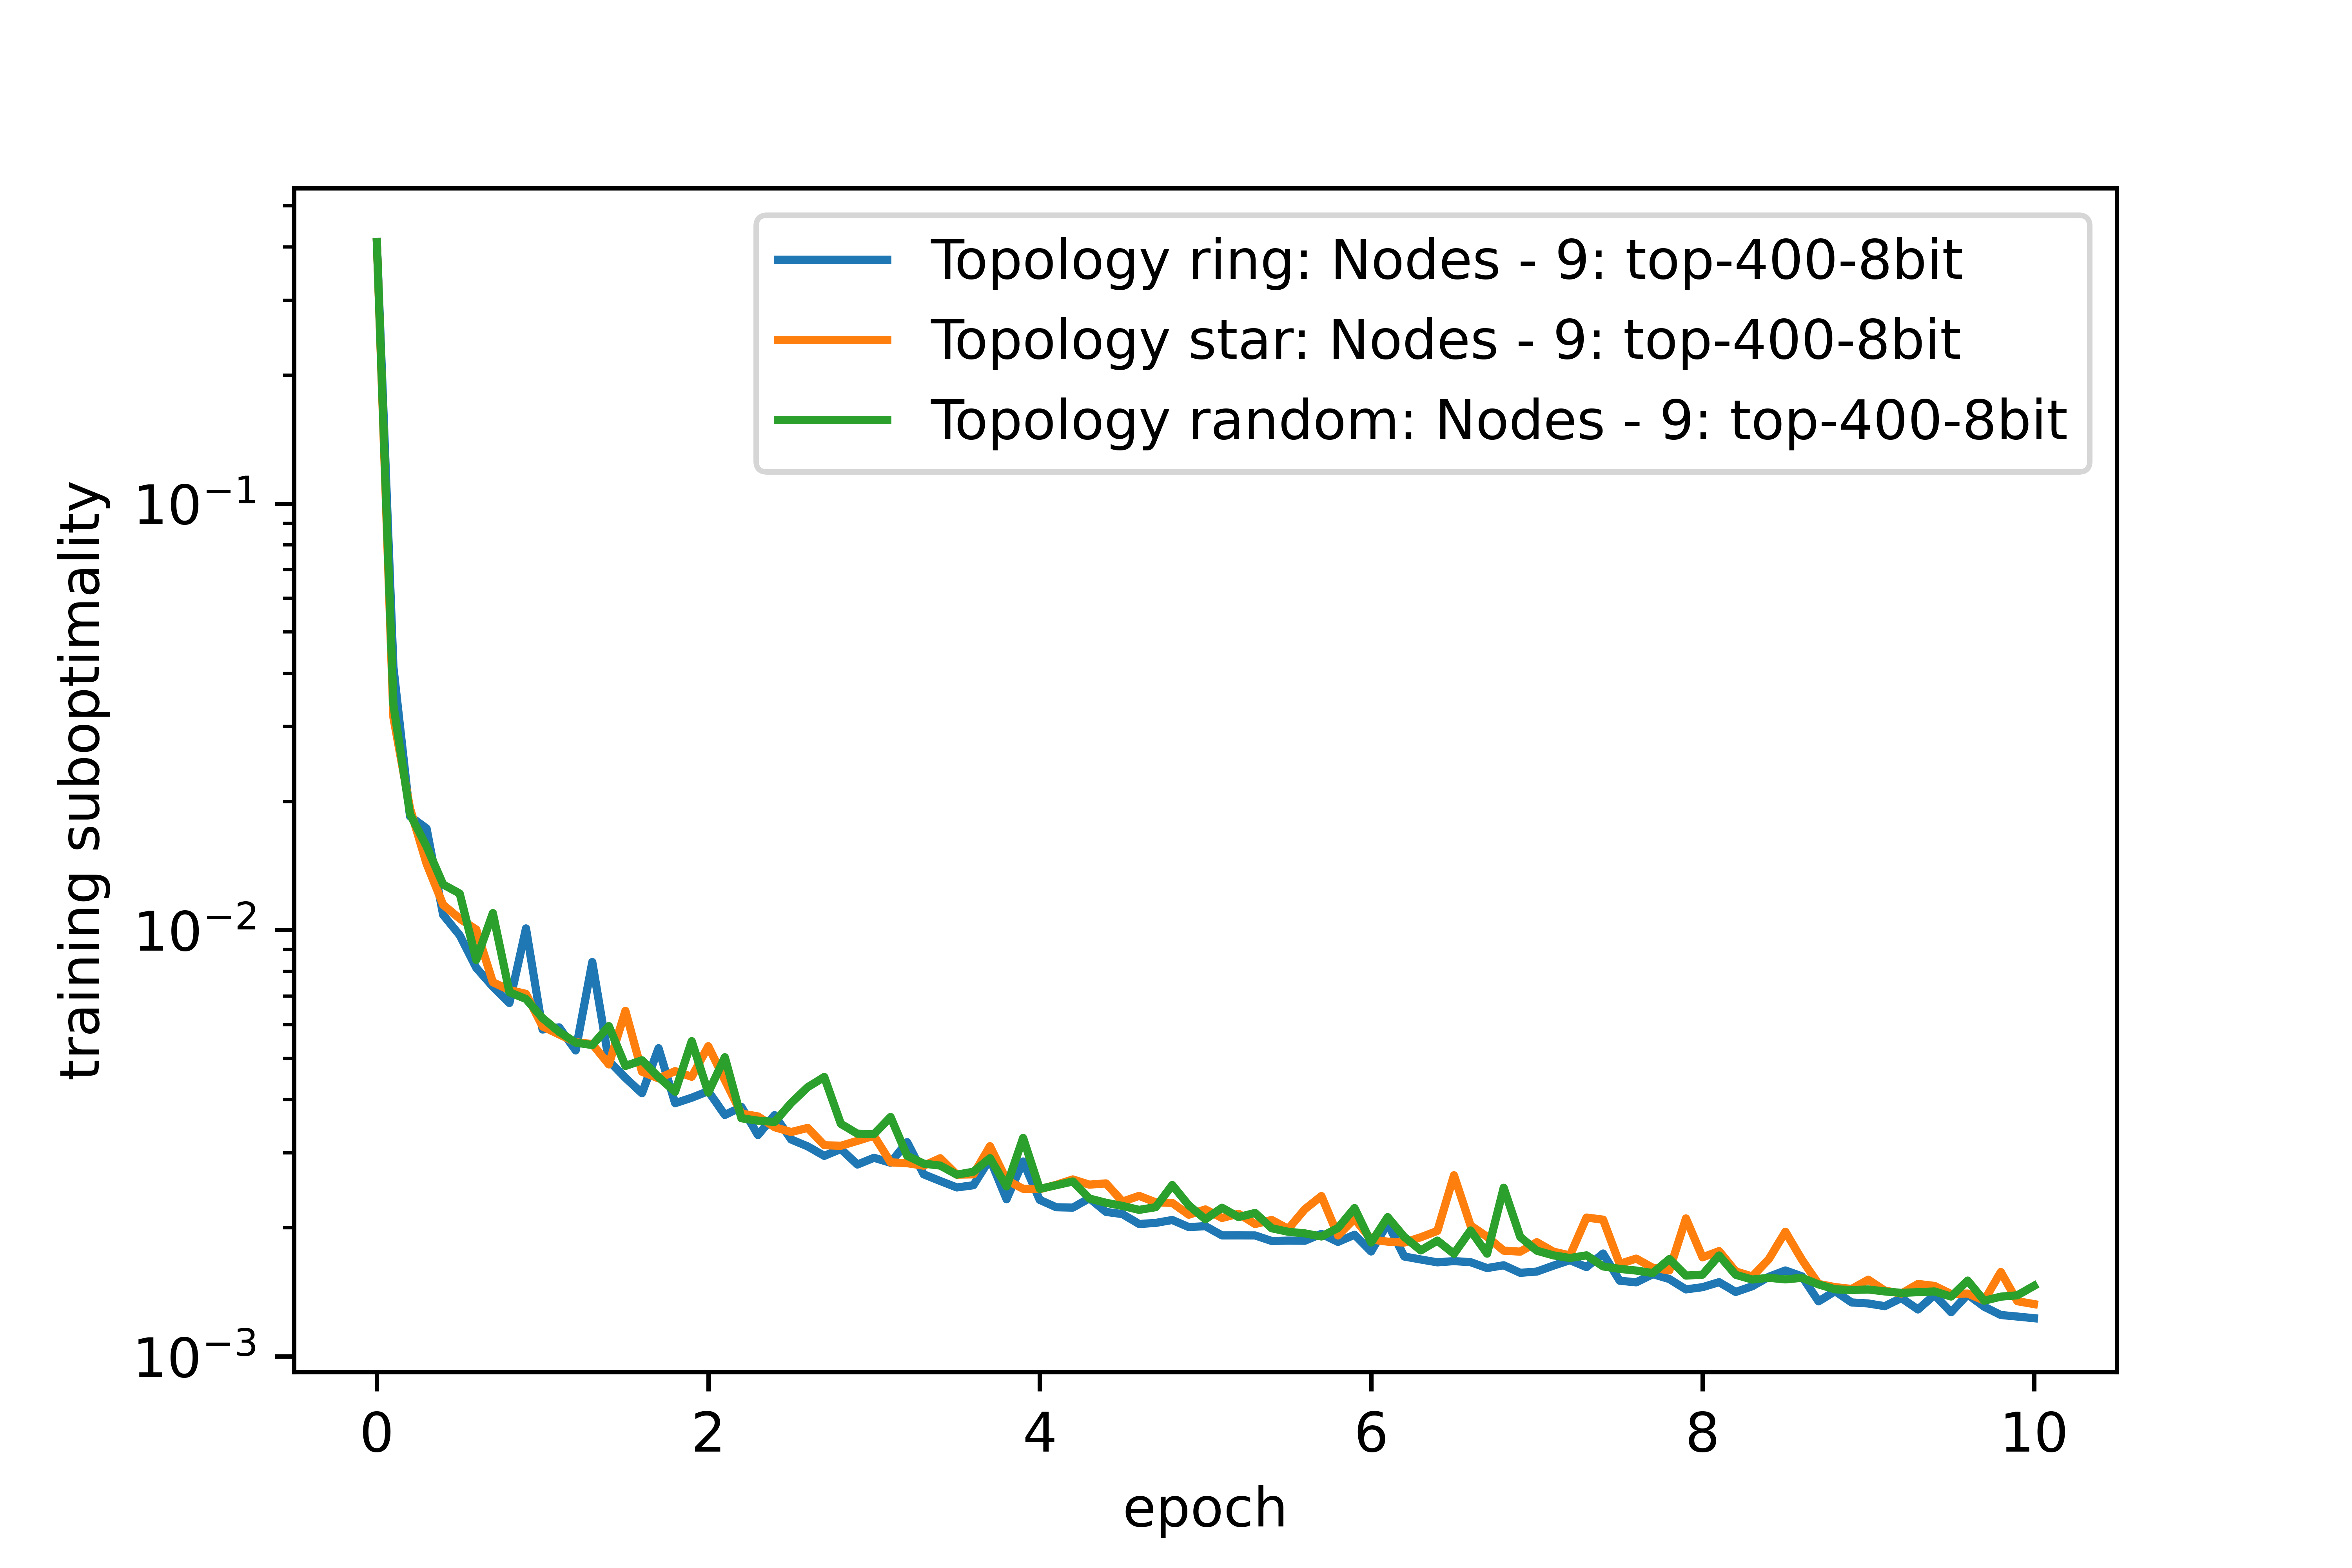 Topology ring: Nodes - 9: top-400-8bit
Topology star: Nodes - 9: top-400-8bit
Topology random: Nodes - 9: top-400-8bit
training suboptimality
10⁻¹
10⁻²
10⁻³
0 2 4 6 8 10
epoch